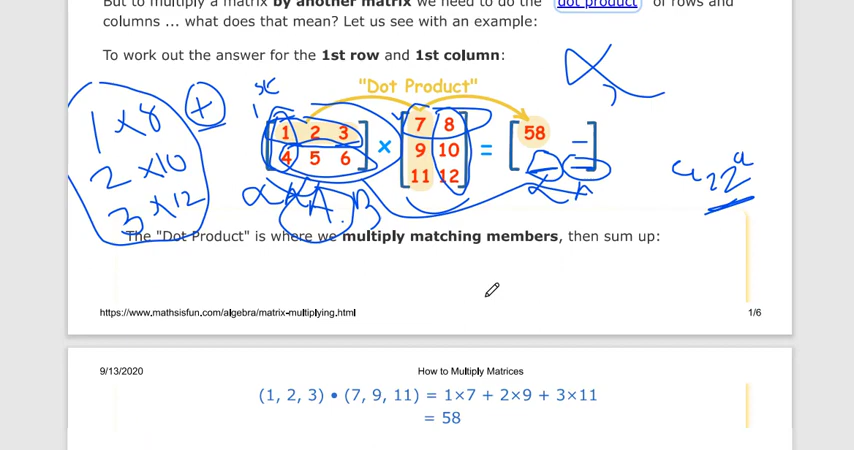 But to multiply a matrix by another matrix we need to do the "dot product" of rows and
columns ... what does that mean? Let us see with an example:
To work out the answer for the 1st row and 1st column:
"Dot Product"
1 2 3
4 5 6
×
7 8
9 10
11 12
=
58
1 × 8
2 × 10
3 × 12
+
A.B
The "Dot Product" is where we multiply matching members, then sum up:
https://www.mathsisfun.com/algebra/matrix-multiplying.html 1/6
9/13/2020 How to Multiply Matrices
(1, 2, 3) • (7, 9, 11) = 1×7 + 2×9 + 3×11
= 58